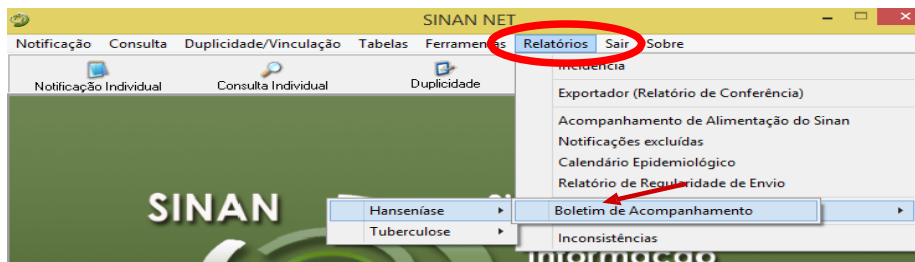 SINAN NET
Notificação Consulta Duplicidade/Vinculação Tabelas Ferramentas Relatórios Sair Sobre
Notificação Individual Consulta Individual Duplicidade
Incidência
Exportador (Relatório de Conferência)
Acompanhamento de Alimentação do Sinan
Notificações excluídas
Calendário Epidemiológico
Relatório de Regularidade de Envio
SINAN
Hanseníase Boletim de Acompanhamento
Tuberculose
Inconsistências